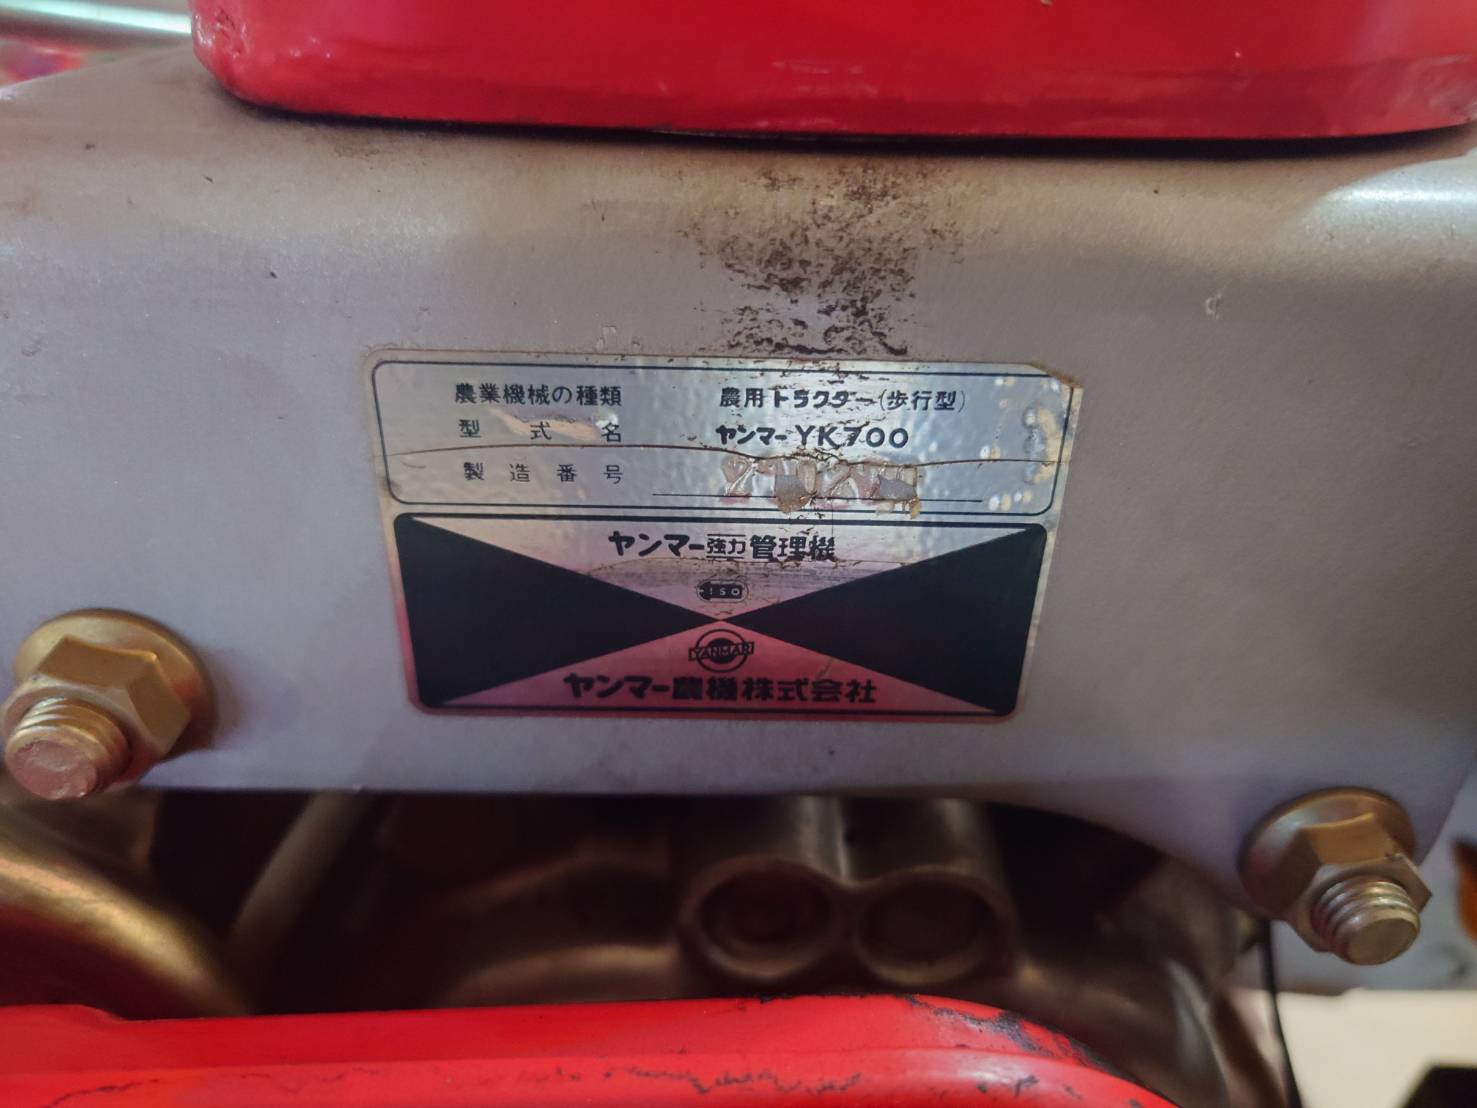 農業機械の種類 農用トラクター(歩行型)
型式名 ヤンマーYK700
製造番号
ヤンマー強力管理機
ISO
YANMAR
ヤンマー農機株式会社